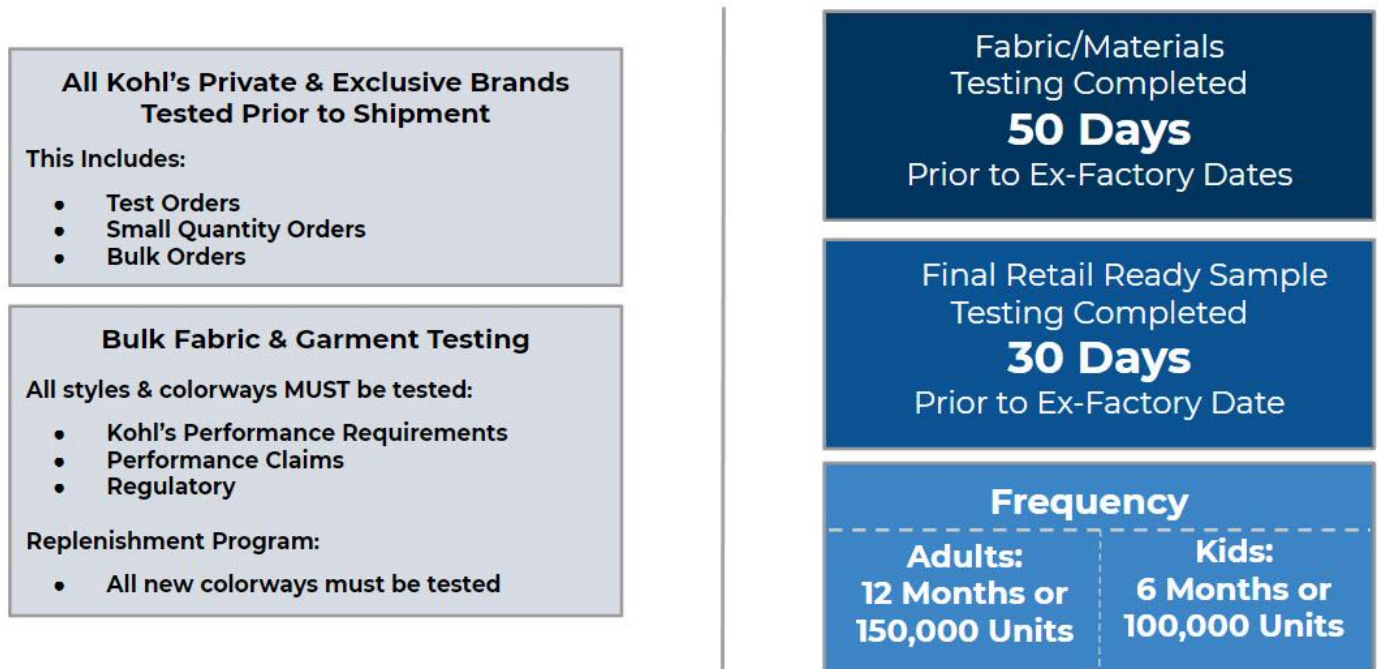 All Kohl's Private & Exclusive Brands
Tested Prior to Shipment
This Includes:
● Test Orders
● Small Quantity Orders
● Bulk Orders
Bulk Fabric & Garment Testing
All styles & colorways MUST be tested:
● Kohl's Performance Requirements
● Performance Claims
● Regulatory
Replenishment Program:
● All new colorways must be tested
Fabric/Materials
Testing Completed
50 Days
Prior to Ex-Factory Dates
Final Retail Ready Sample
Testing Completed
30 Days
Prior to Ex-Factory Date
Frequency
Adults:
12 Months or
150,000 Units
Kids:
6 Months or
100,000 Units